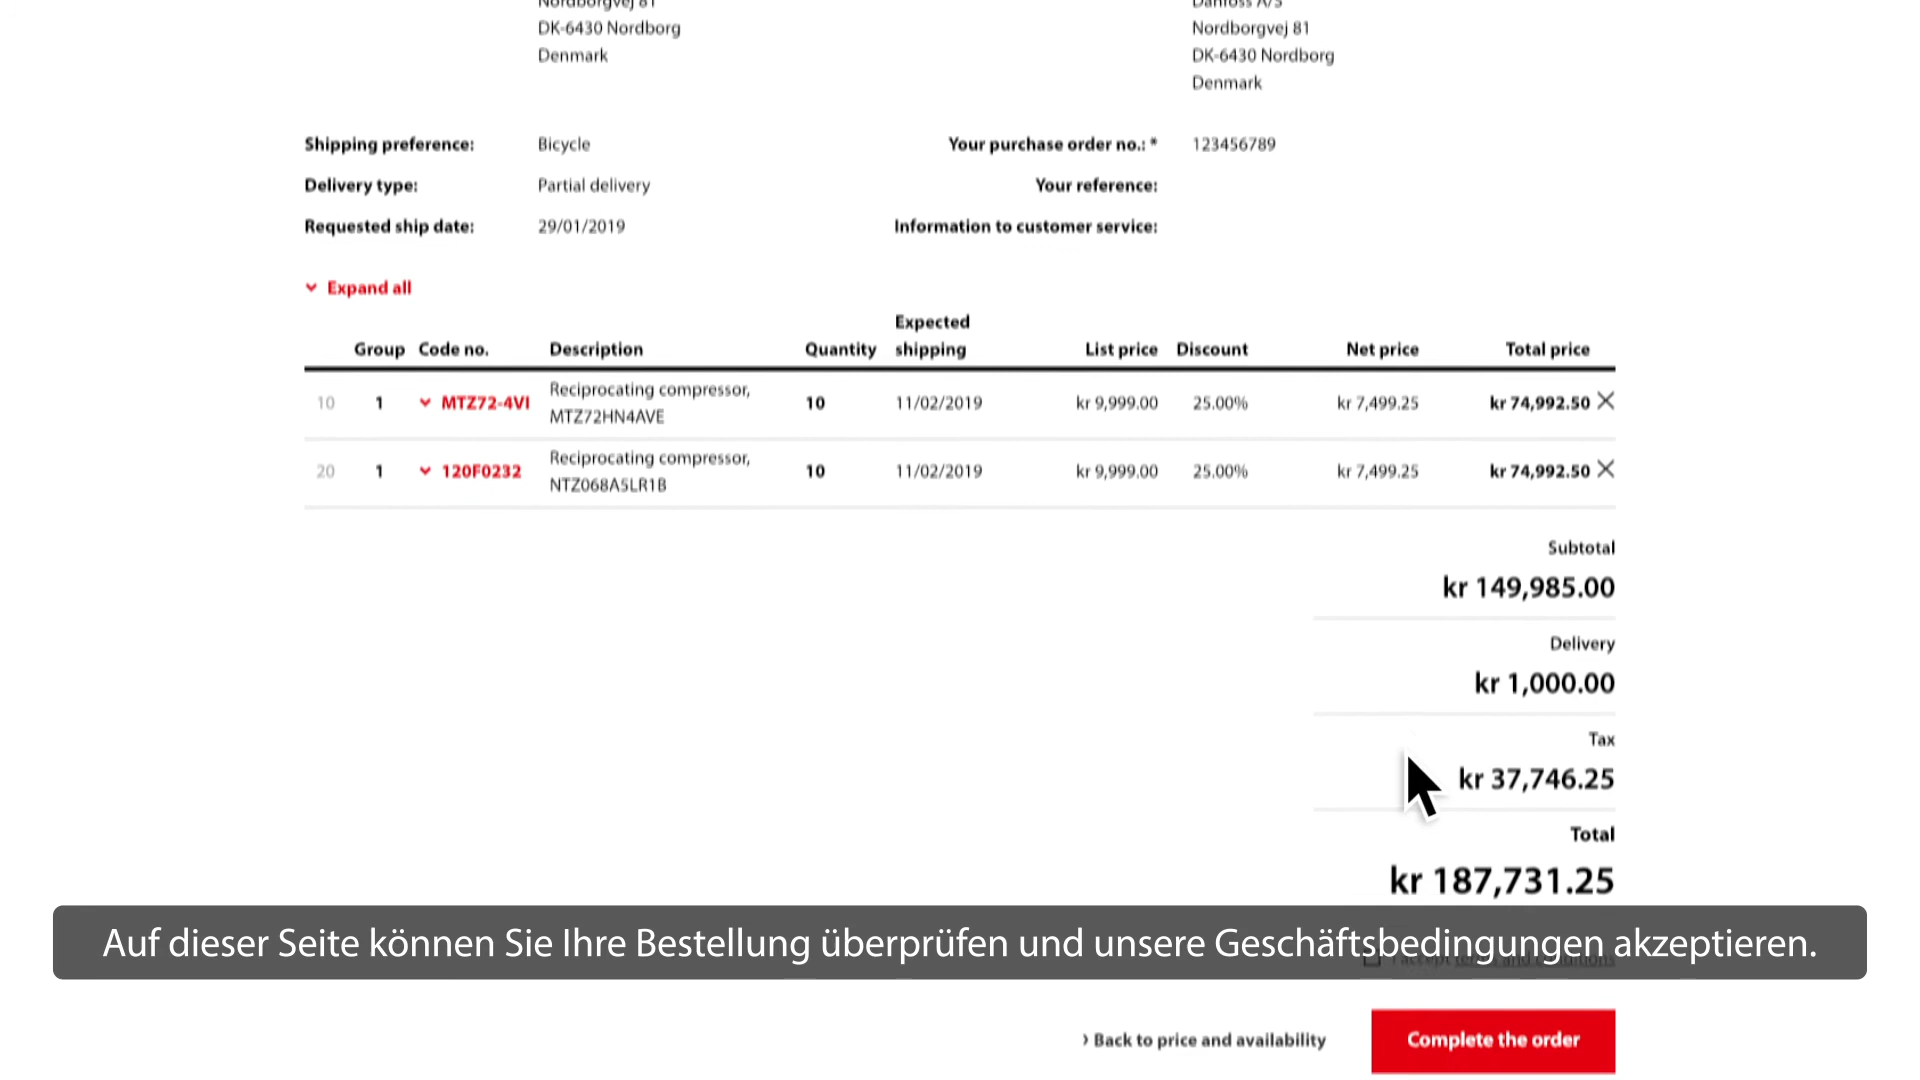 Nordborgvej 81
Danfoss A/S
DK-6430 Nordborg
Nordborgvej 81
Denmark
DK-6430 Nordborg
Denmark
Shipping preference: Bicycle Your purchase order no.: * 123456789
Delivery type: Partial delivery Your reference:
Requested ship date: 29/01/2019 Information to customer service:
Expand all
Group Code no. Description Quantity Expected shipping List price Discount Net price Total price
10 1 MTZ72-4VI Reciprocating compressor, 10 11/02/2019 kr 9,999.00 25.00% kr 7,499.25 kr 74,992.50
MTZ72HN4AVE
20 1 120F0232 Reciprocating compressor, 10 11/02/2019 kr 9,999.00 25.00% kr 7,499.25 kr 74,992.50
NTZ068A5LR1B
Subtotal
kr 149,985.00
Delivery
kr 1,000.00
Tax
kr 37,746.25
Total
kr 187,731.25
Auf dieser Seite können Sie Ihre Bestellung überprüfen und unsere Geschäftsbedingungen akzeptieren.
I accept terms and conditions
Back to price and availability
Complete the order